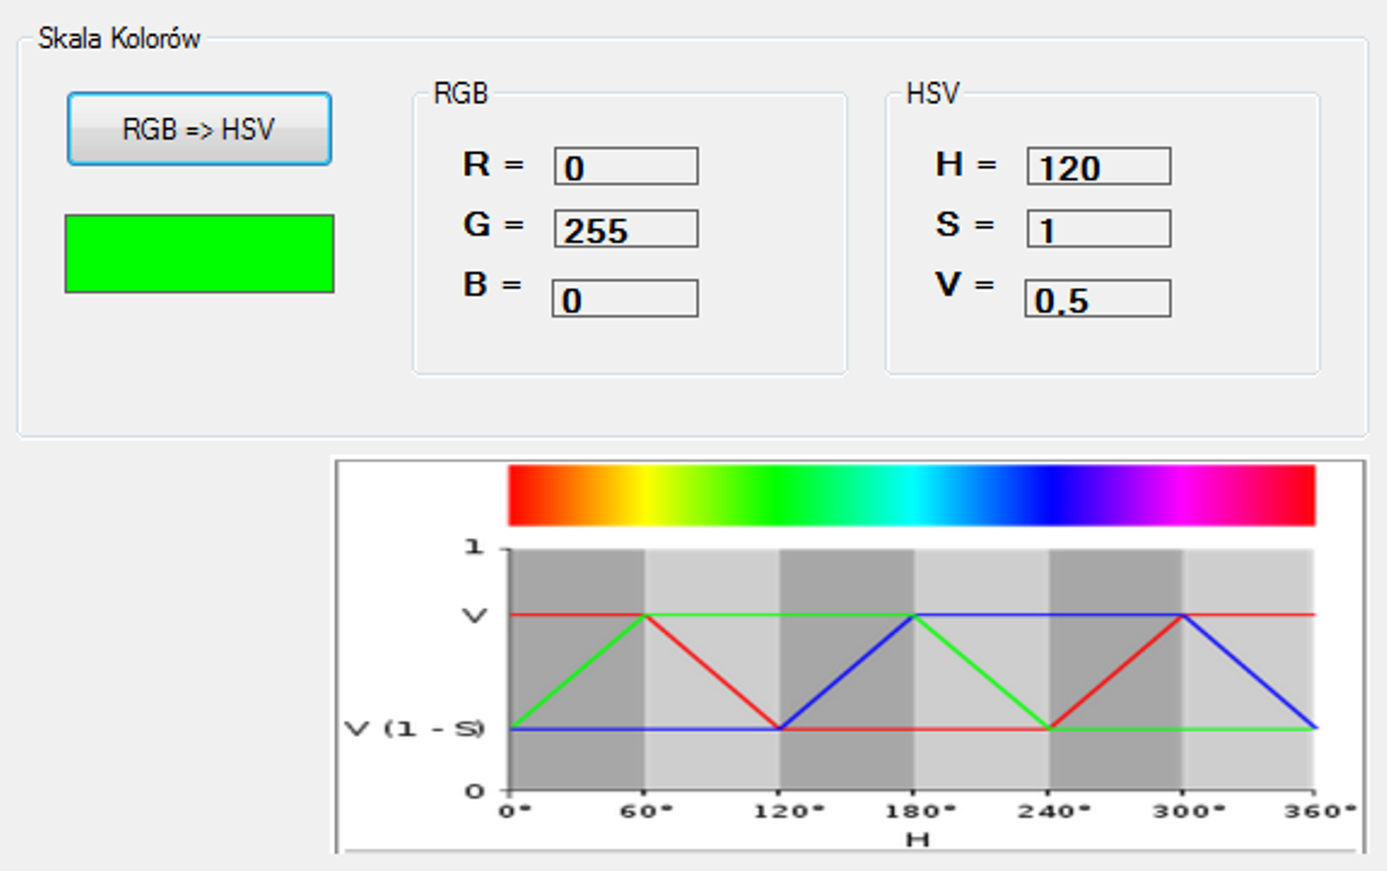 Skala Kolorów
RGB => HSV
RGB
R = 0
G = 255
B = 0
HSV
H = 120
S = 1
V = 0,5
1
V
V (1 - S)
0
0° 60° 120° 180° 240° 300° 360°
H